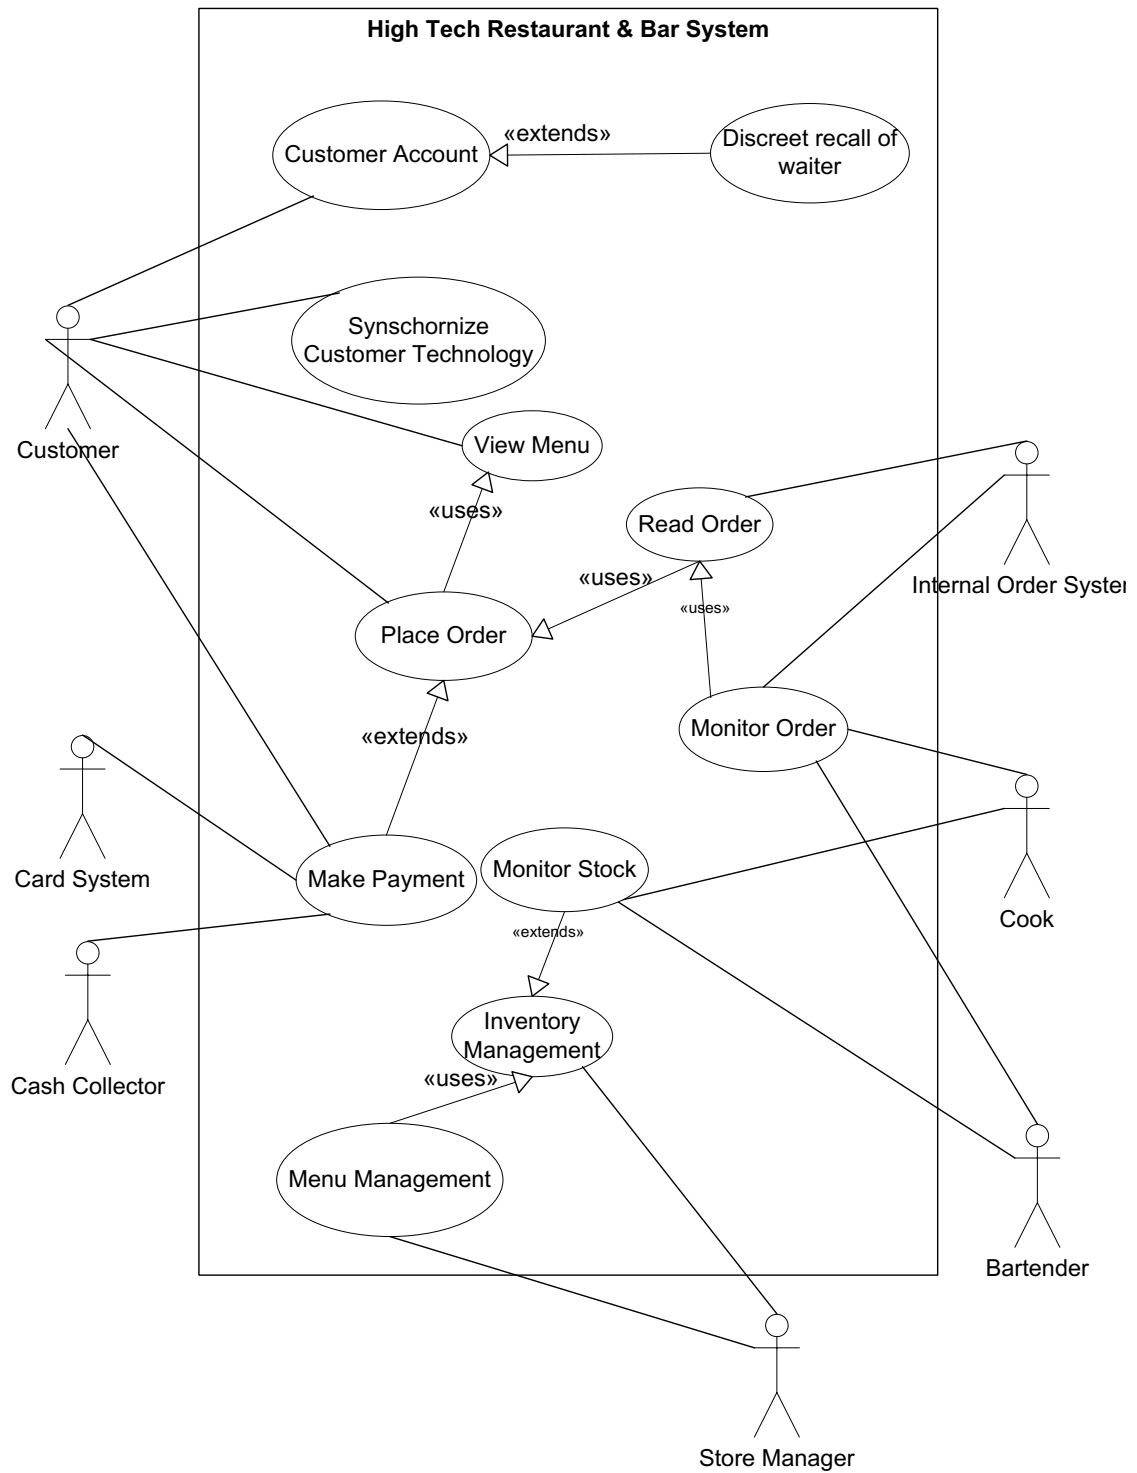 High Tech Restaurant & Bar System
«extends»
Customer Account
Discreet recall of
waiter
Synschornize
Customer Technology
Customer
View Menu
«uses»
Read Order
«uses»
Internal Order System
«uses»
Place Order
«extends»
Monitor Order
Card System
Make Payment
Monitor Stock
Cook
«extends»
Inventory
Management
«uses»
Cash Collector
Menu Management
Bartender
Store Manager